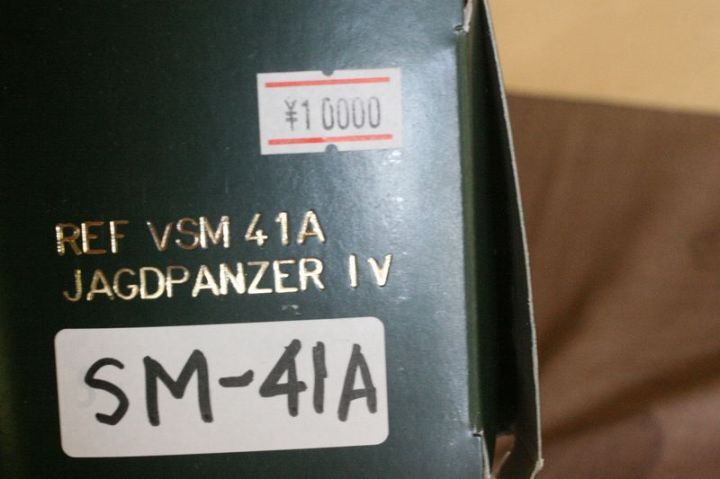 ¥10000
REF VSM 41A
JAGDPANZER IV
SM-41A